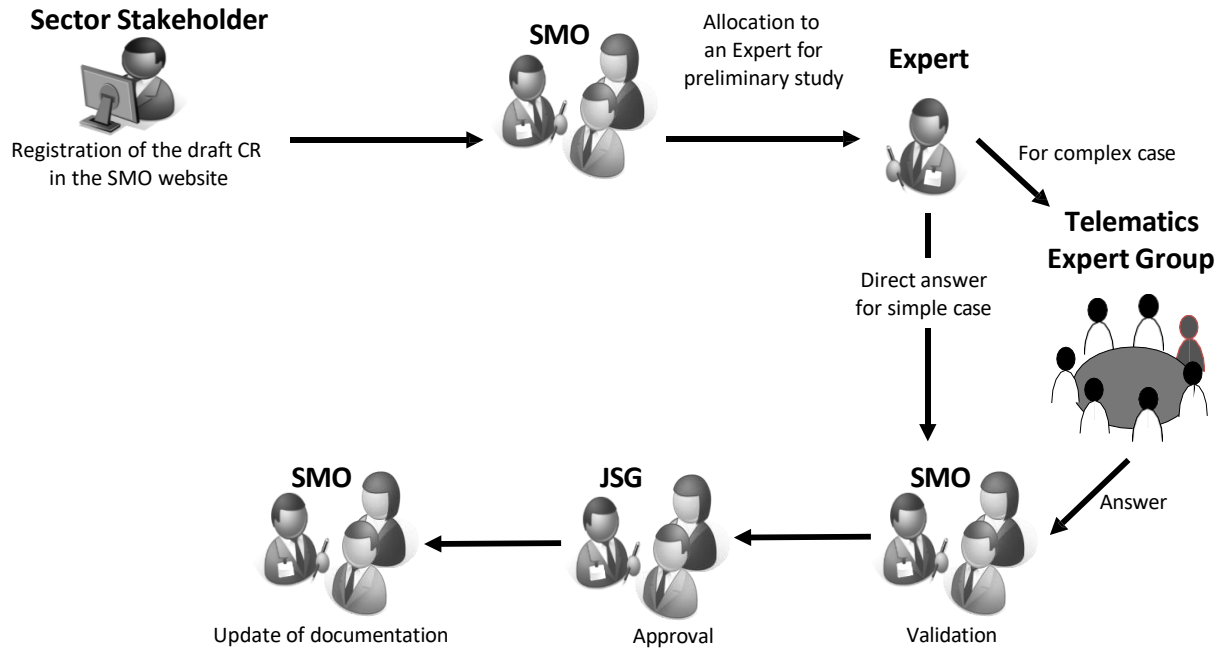 Sector Stakeholder
Registration of the draft CR
in the SMO website
SMO
Allocation to
an Expert for
preliminary study
Expert
For complex case
Telematics
Expert Group
Direct answer
for simple case
Answer
SMO
Validation
JSG
Approval
SMO
Update of documentation